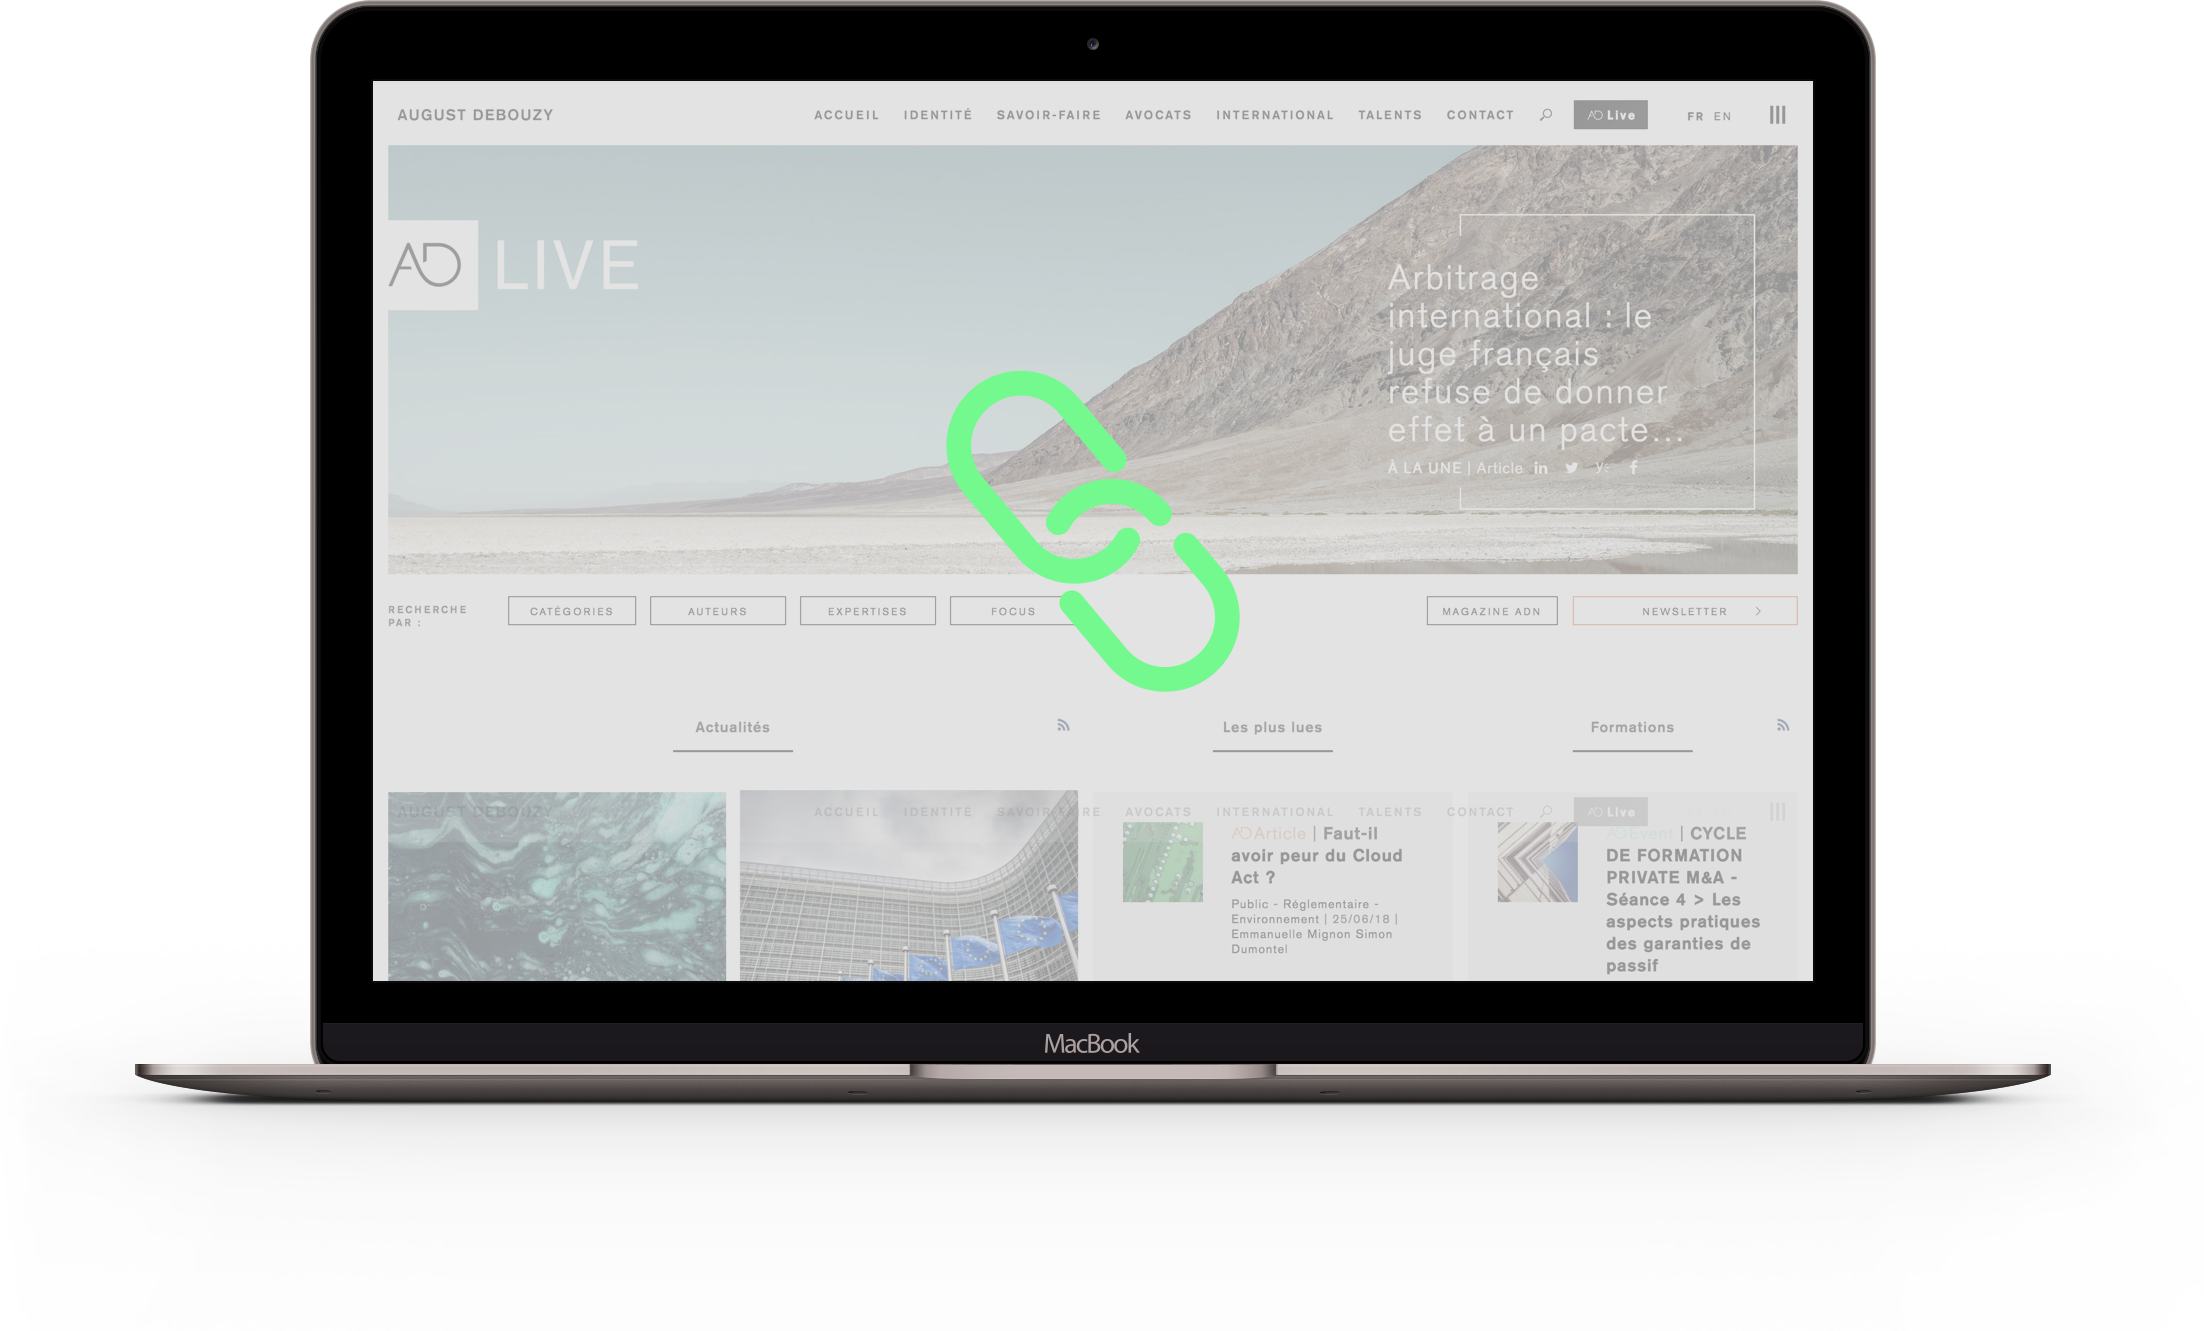 AUGUST DEBOUZY
ACCUEIL IDENTITÉ SAVOIR-FAIRE AVOCATS INTERNATIONAL TALENTS CONTACT AD Live FR EN
AD LIVE
Arbitrage
international : le
juge français
refuse de donner
effet à un pacte...
À LA UNE | Article in f
RECHERCHE
PAR :
CATÉGORIES AUTEURS EXPERTISES FOCUS MAGAZINE ADN NEWSLETTER
Actualités Les plus lues Formations
AUGUST DEBOUZY ACCUEIL IDENTITÉ SAVOIR-FAIRE AVOCATS INTERNATIONAL TALENTS CONTACT AD Live
AD Article | Faut-il
avoir peur du Cloud
Act ?
Public - Réglementaire -
Environnement | 25/06/18 |
Emmanuelle Mignon Simon
Dumontel
AD Event | CYCLE
DE FORMATION
PRIVATE M&A -
Séance 4 > Les
aspects pratiques
des garanties de
passif
MacBook